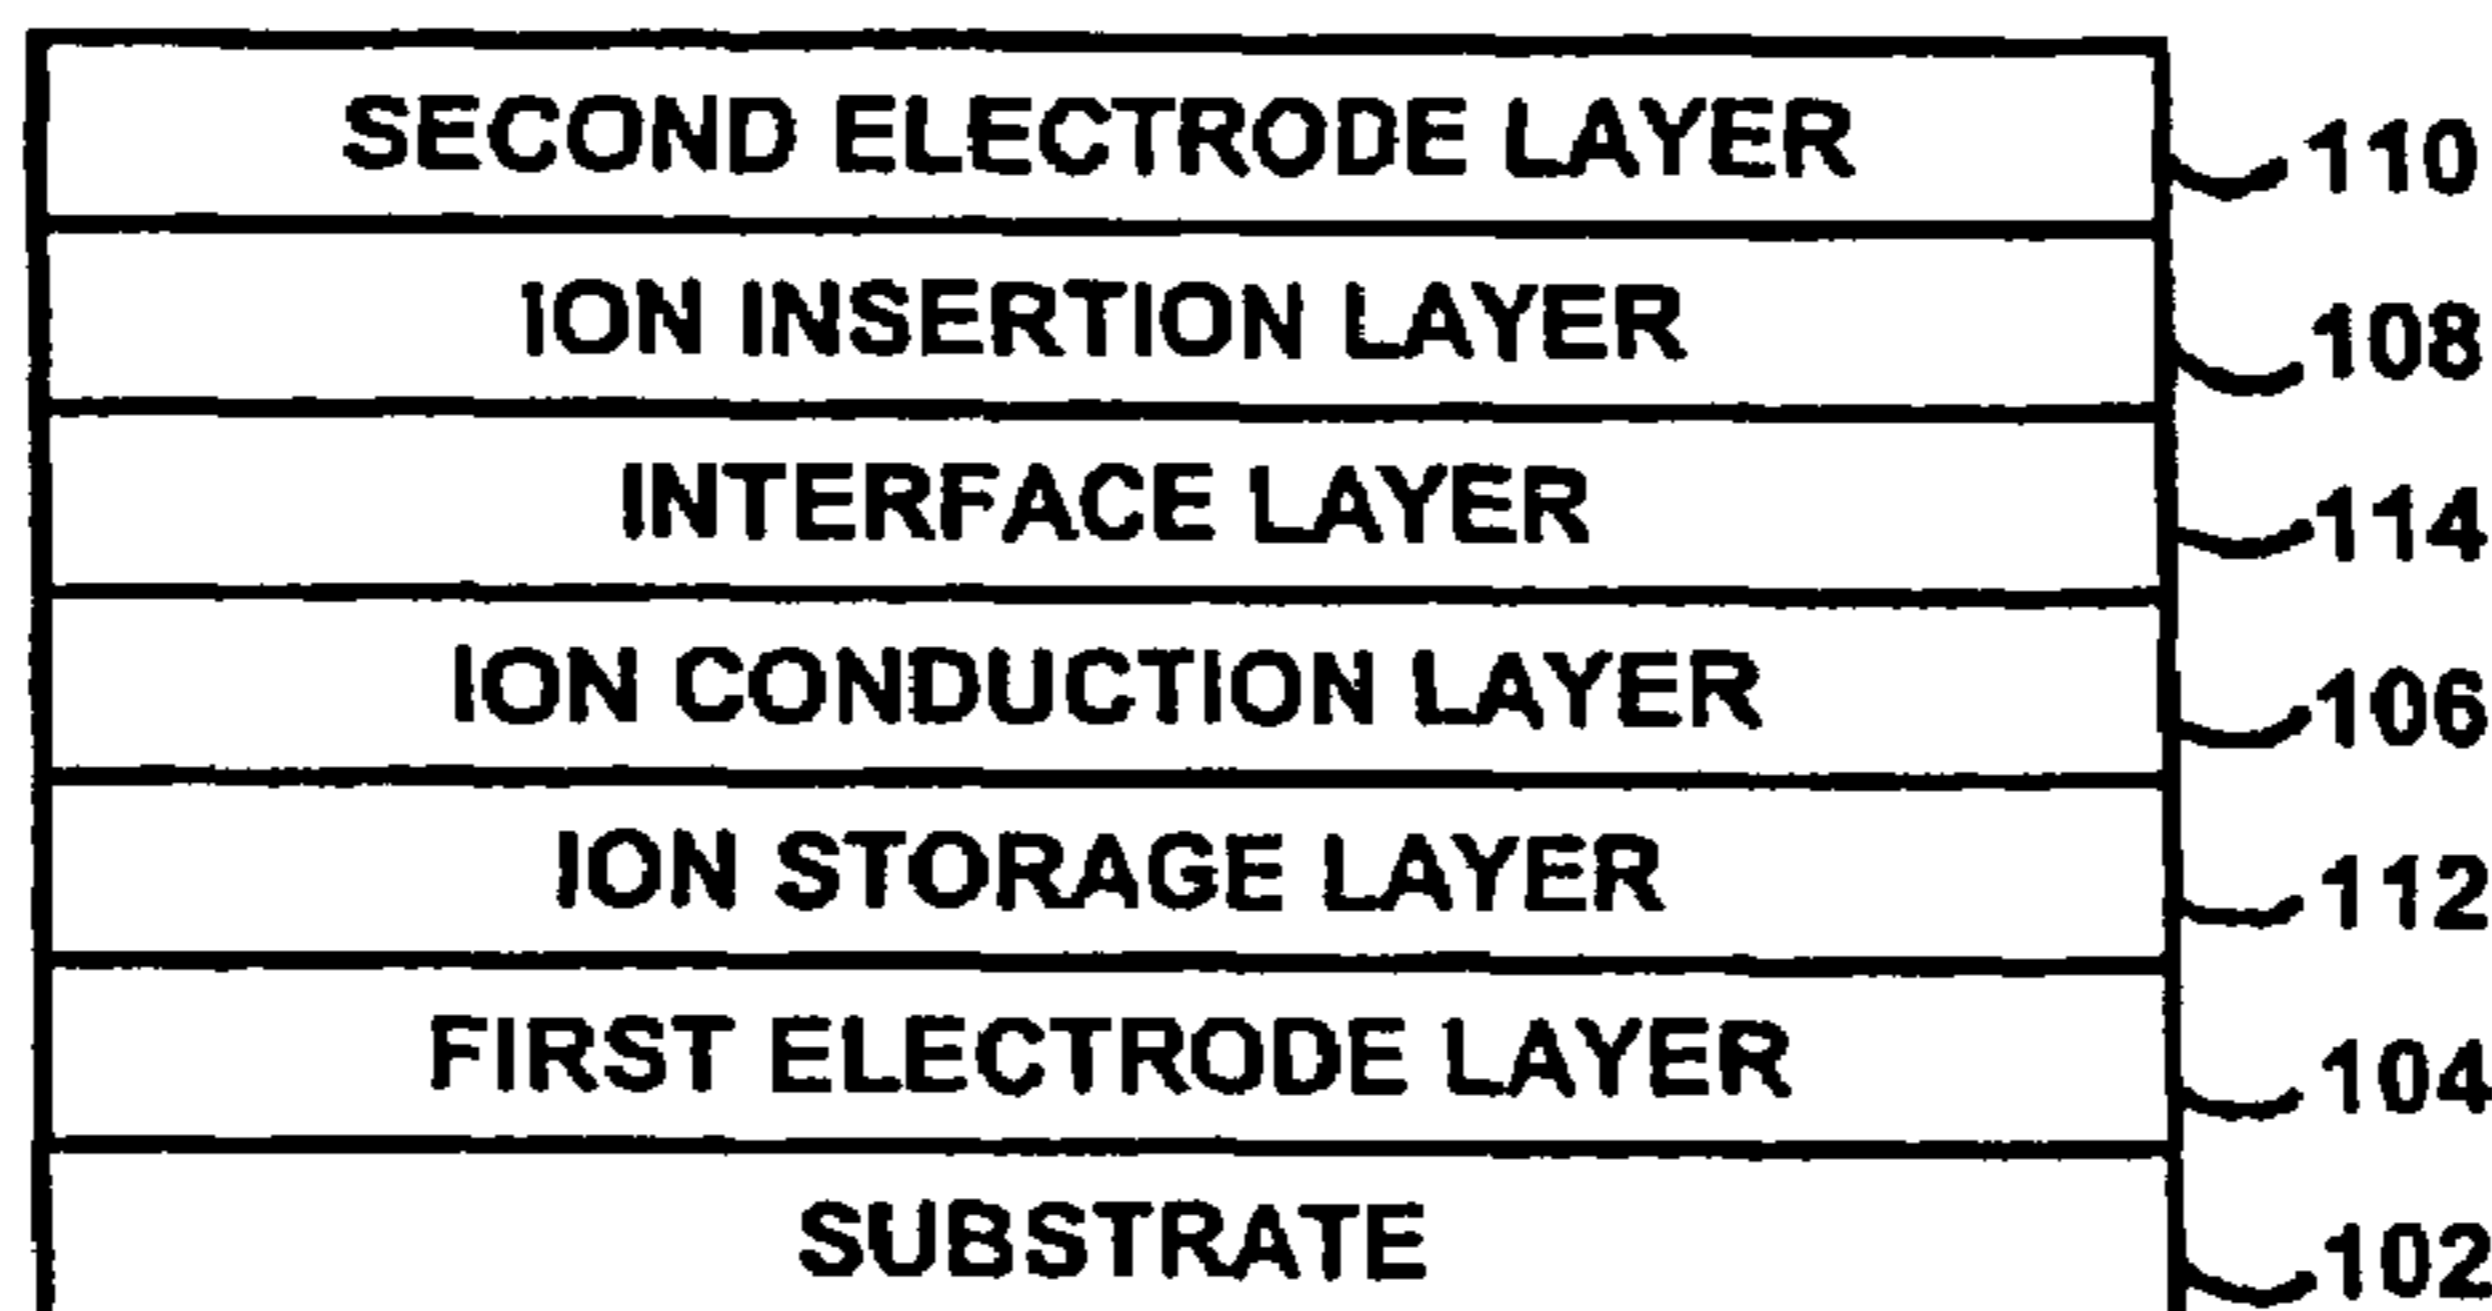 SECOND ELECTRODE LAYER 110
ION INSERTION LAYER 108
INTERFACE LAYER 114
ION CONDUCTION LAYER 106
ION STORAGE LAYER 112
FIRST ELECTRODE LAYER 104
SUBSTRATE 102